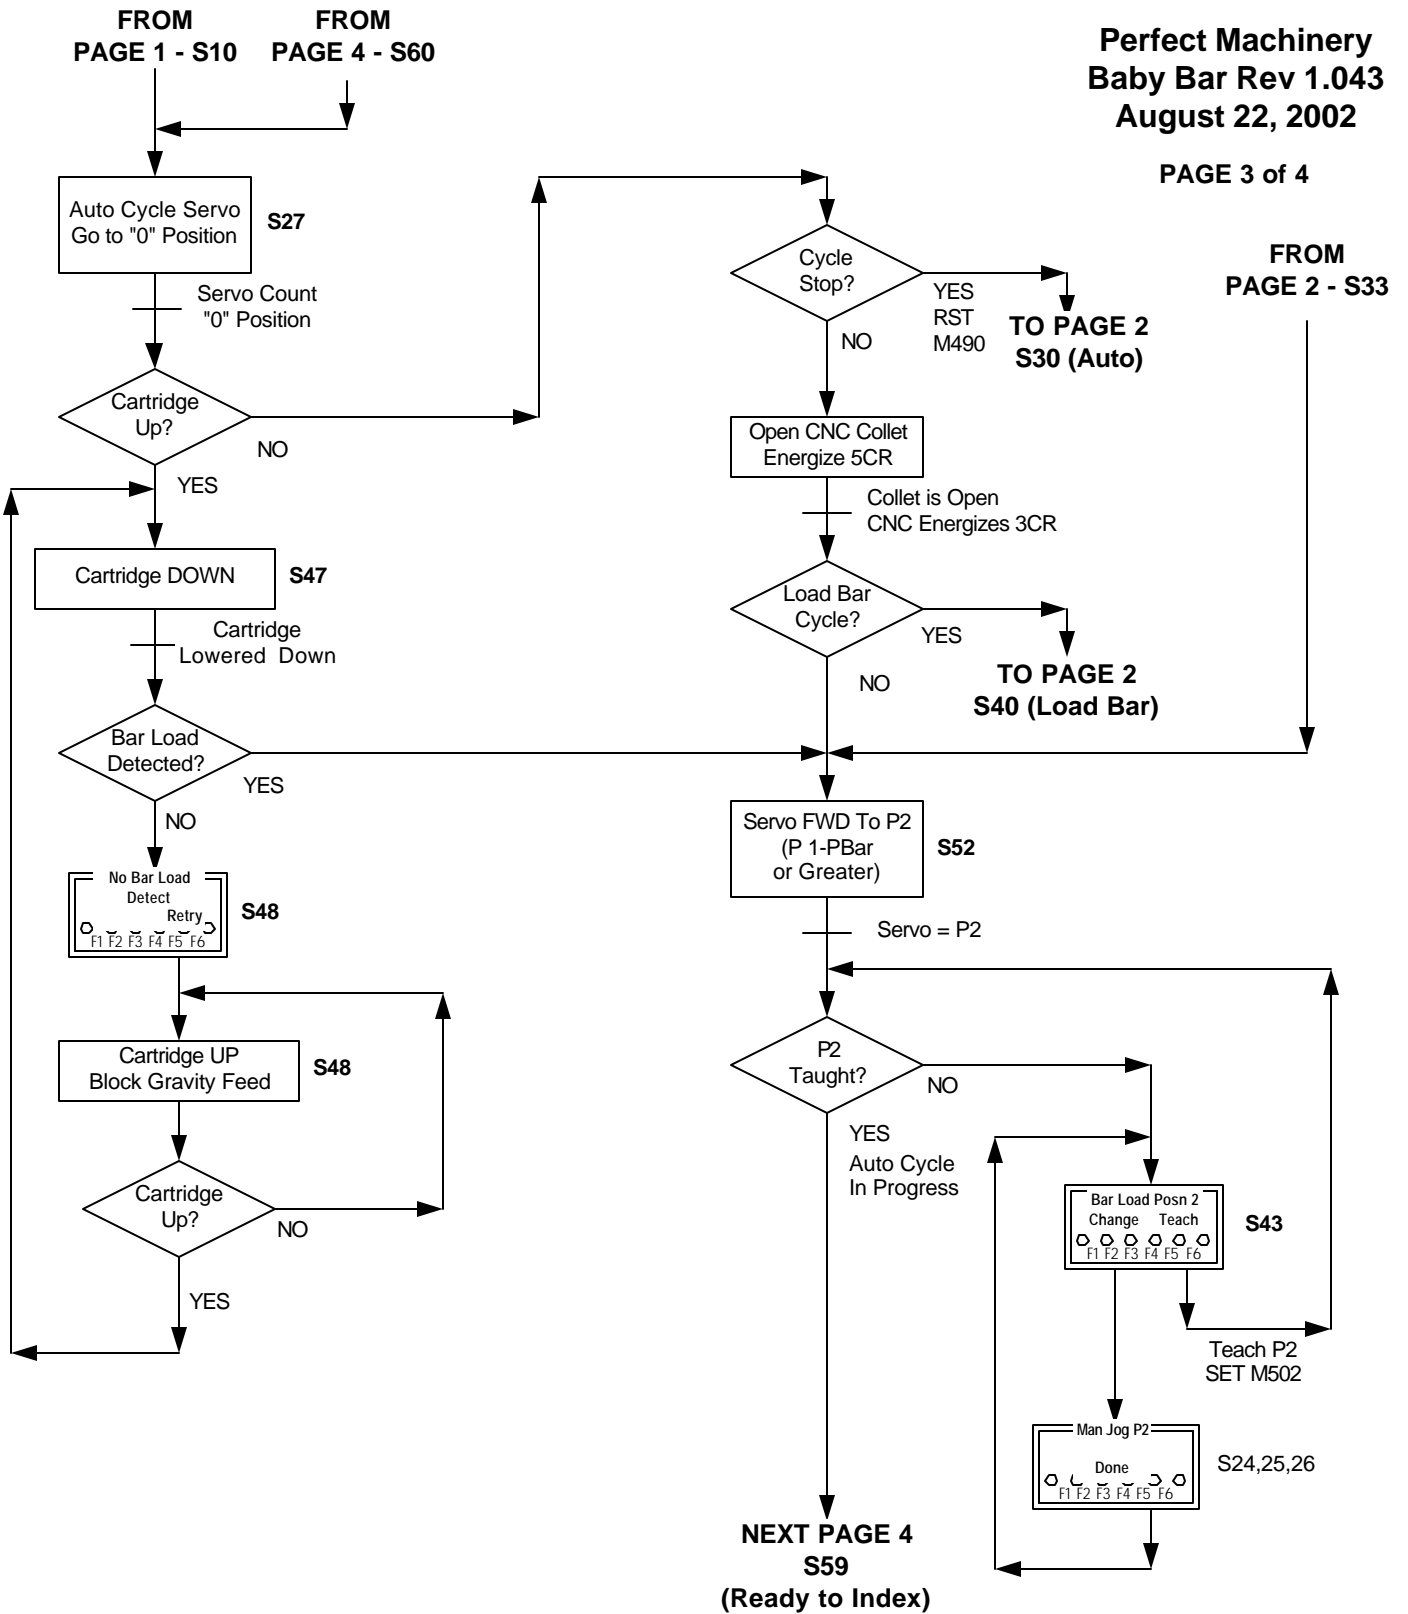 FROM
PAGE 1 - S10
FROM
PAGE 4 - S60
Perfect Machinery
Baby Bar Rev 1.043
August 22, 2002
PAGE 3 of 4
Auto Cycle Servo
Go to "0" Position
S27
Servo Count
"0" Position
Cartridge
Up?
NO
YES
Cartridge DOWN
S47
Cartridge
Lowered Down
Bar Load
Detected?
YES
NO
No Bar Load
Detect
Retry
F1 F2 F3 F4 F5 F6
S48
Cartridge UP
Block Gravity Feed
S48
Cartridge
Up?
NO
YES
Cycle
Stop?
YES
RST
M490
NO
TO PAGE 2
S30 (Auto)
FROM
PAGE 2 - S33
Open CNC Collet
Energize 5CR
Collet is Open
CNC Energizes 3CR
Load Bar
Cycle?
YES
NO
TO PAGE 2
S40 (Load Bar)
Servo FWD To P2
(P 1-PBar
or Greater)
S52
Servo = P2
P2
Taught?
NO
YES
Auto Cycle
In Progress
Bar Load Posn 2
Change Teach
F1 F2 F3 F4 F5 F6
S43
Teach P2
SET M502
Man Jog P2
Done
F1 F2 F3 F4 F5 F6
S24,25,26
NEXT PAGE 4
S59
(Ready to Index)